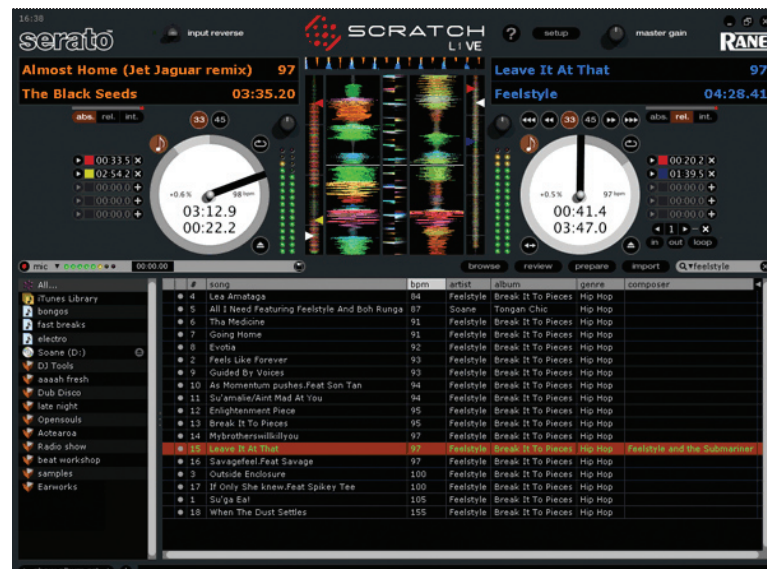 16:38
serato
input reverse
SCRATCH
LIVE
?
setup
master gain
RANE
Almost Home (Jet Jaguar remix) 97
The Black Seeds 03:35.20
Leave It At That 97
Feelstyle 04:28.41
abs. rel. int.
33 45
33 45
abs. rel. int.
00:33.5
02:54.2
00:00.0
00:00.0
00:00.0
+0.6% 98 bpm
03:12.9
00:22.2
+0.5% 97 bpm
00:41.4
03:47.0
00:20.2
01:39.5
00:00.0
00:00.0
00:00.0
1
in out loop
mic 00:00.00
browse review prepare import feelstyle
# song bpm artist album genre composer
All...
iTunes Library
bongos
fast breaks
electro
Soane (D:)
DJ Tools
aaaah fresh
Dub Disco
late night
Opensouls
Aotearoa
Radio show
beat workshop
samples
Earworks
4 Lea Amataga 84 Feelstyle Break It To Pieces Hip Hop
5 All I Need Featuring Feelstyle And Boh Runga 87 Soane Tongan Chic Hip Hop
6 Tha Medicine 91 Feelstyle Break It To Pieces Hip Hop
7 Going Home 91 Feelstyle Break It To Pieces Hip Hop
8 Evotia 92 Feelstyle Break It To Pieces Hip Hop
2 Feels Like Forever 93 Feelstyle Break It To Pieces Hip Hop
9 Guided By Voices 93 Feelstyle Break It To Pieces Hip Hop
10 As Momentum pushes.Feat Son Tan 94 Feelstyle Break It To Pieces Hip Hop
11 Su'amalie/Aint Mad At You 94 Feelstyle Break It To Pieces Hip Hop
12 Enlightenment Piece 95 Feelstyle Break It To Pieces Hip Hop
13 Break It To Pieces 95 Feelstyle Break It To Pieces Hip Hop
14 Mybrotherswillkillyou 97 Feelstyle Break It To Pieces Hip Hop
15 Leave It At That 97 Feelstyle Break It To Pieces Hip Hop Feelstyle and the Submariner
16 Savagefeel.Feat Savage 97 Feelstyle Break It To Pieces Hip Hop
3 Outside Enclosure 100 Feelstyle Break It To Pieces Hip Hop
17 If Only She knew.Feat Spikey Tee 100 Feelstyle Break It To Pieces Hip Hop
1 Su'ga Ea! 105 Feelstyle Break It To Pieces Hip Hop
18 When The Dust Settles 155 Feelstyle Break It To Pieces Hip Hop